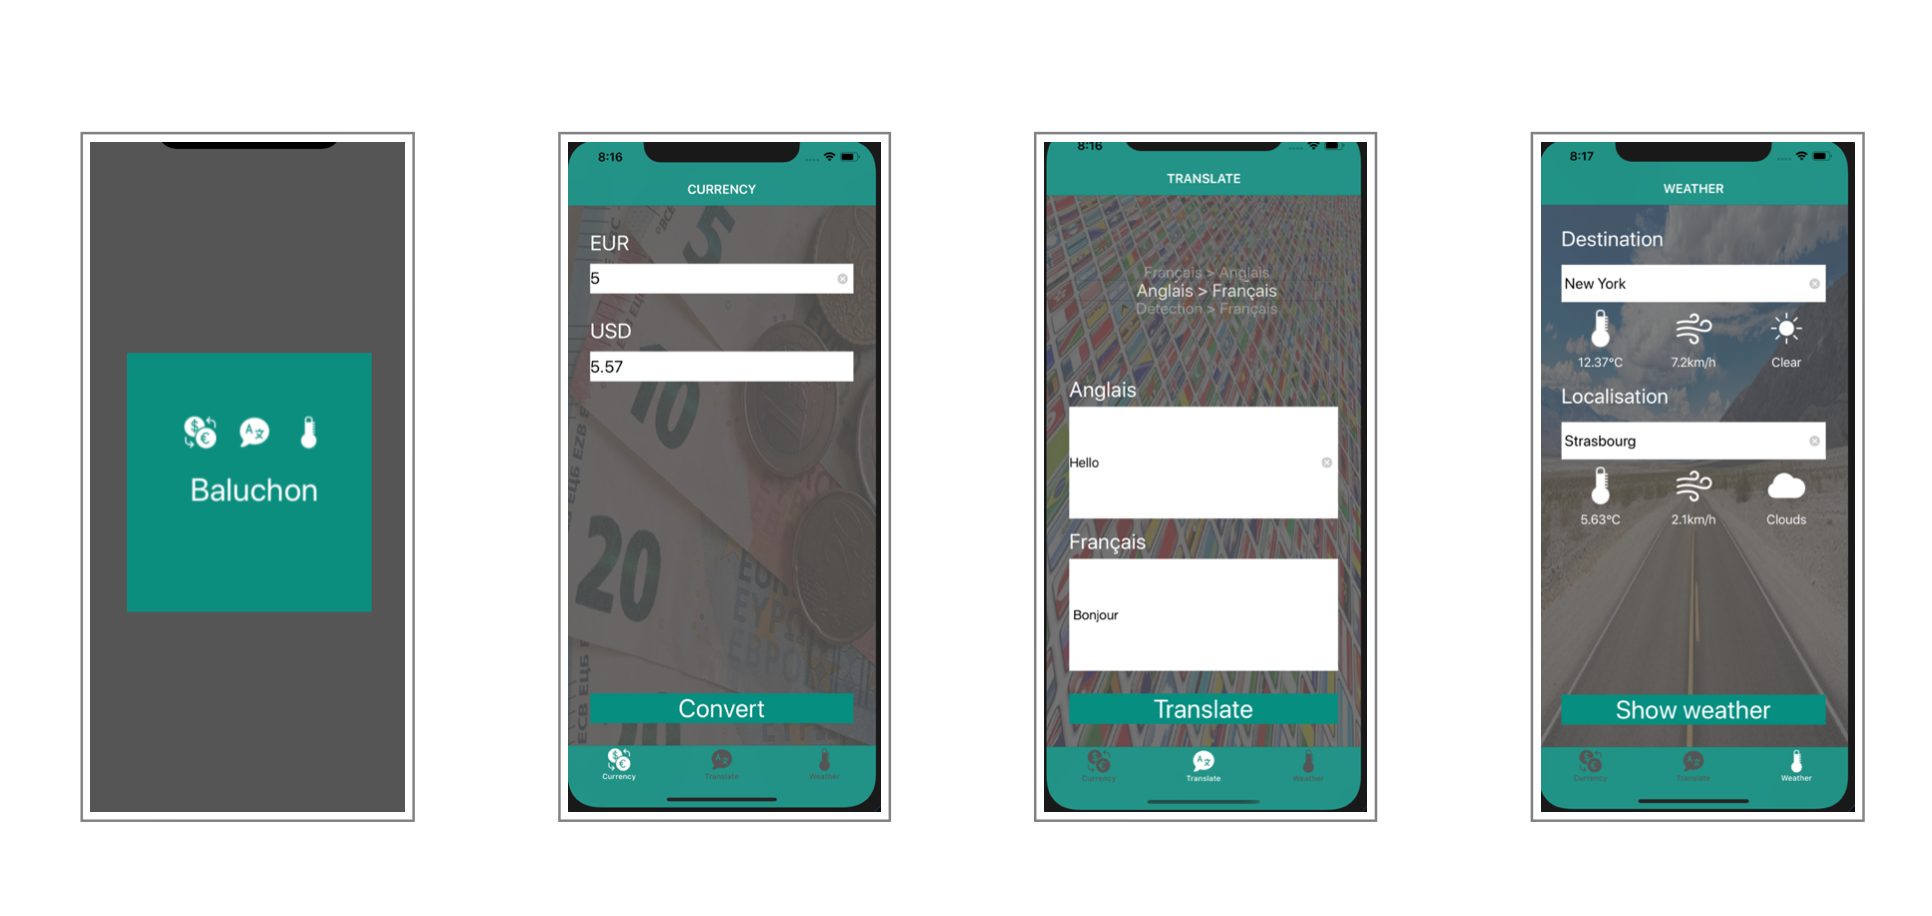 Baluchon
8:16
CURRENCY
EUR
5
USD
5.57
Convert
Currency
Translate
Weather
8:16
TRANSLATE
Français > Anglais
Anglais > Français
Detection > Français
Anglais
Hello
Français
Bonjour
Translate
Currency
Translate
Weather
8:17
WEATHER
Destination
New York
12.37°C
7.2km/h
Clear
Localisation
Strasbourg
5.63°C
2.1km/h
Clouds
Show weather
Currency
Translate
Weather